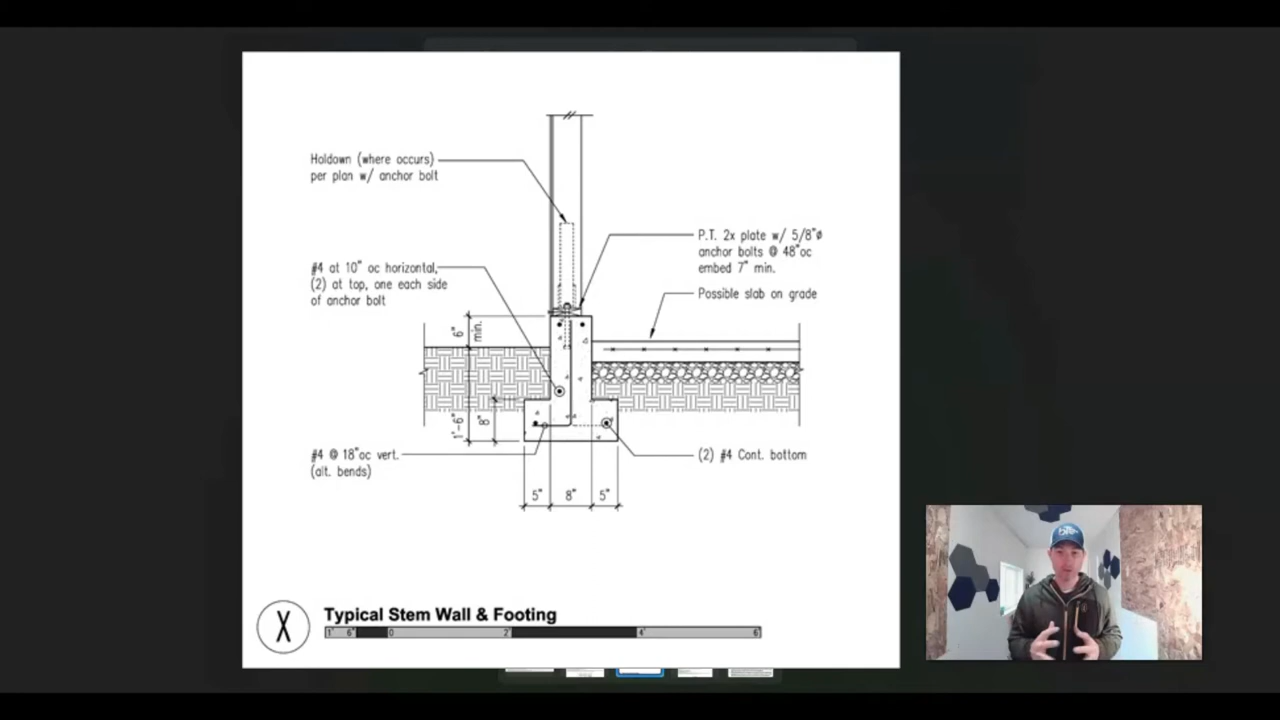 Holdown (where occurs)
per plan w/ anchor bolt
P.T. 2x plate w/ 5/8"ø
anchor bolts @ 48"oc
embed 7" min.
#4 at 10" oc horizontal,
(2) at top, one each side
of anchor bolt
Possible slab on grade
6"
min.
1'-6"
8"
#4 @ 18"oc vert.
(alt. bends)
(2) #4 Cont. bottom
5"
8"
5"
X
Typical Stem Wall & Footing
1' 6" 0 2' 4' 6'